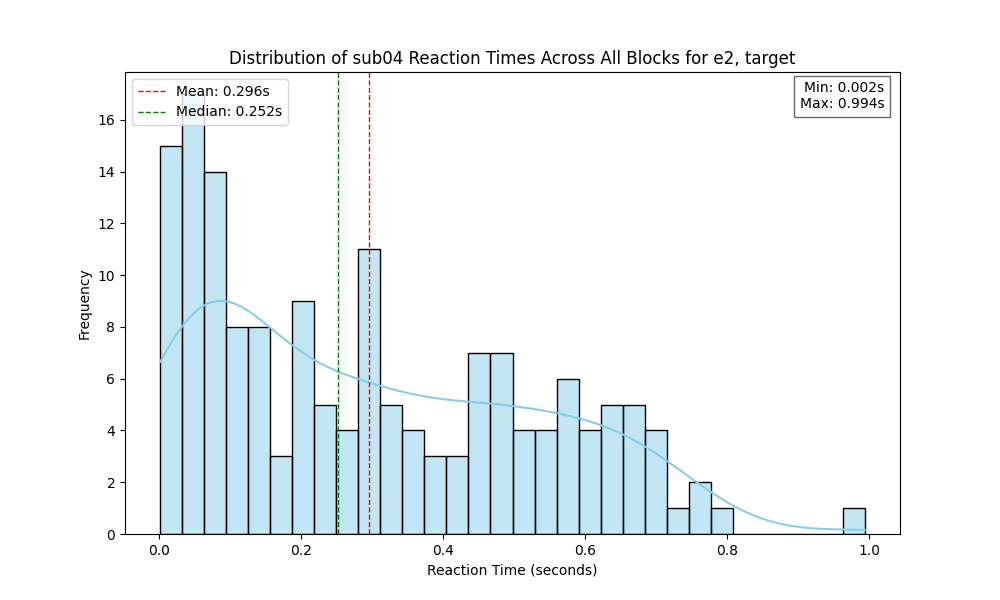 Distribution of sub04 Reaction Times Across All Blocks for e2, target
Mean: 0.296s
Median: 0.252s
Min: 0.002s
Max: 0.994s
Frequency
16
14
12
10
8
6
4
2
0
0.0 0.2 0.4 0.6 0.8 1.0
Reaction Time (seconds)